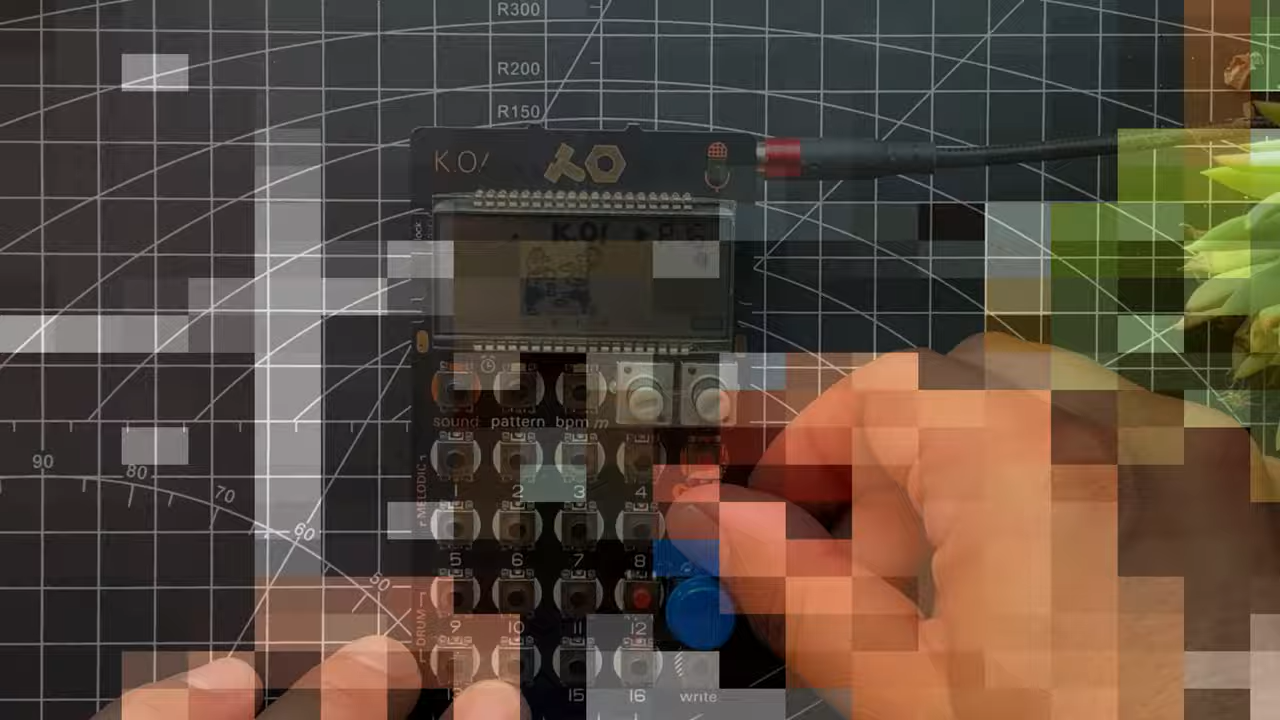 R300
R200
R150
K.O!
K.O!
sound pattern bpm m
MELODIC
1 2 3 4
5 6 7 8
DRUM
9 10 11 12
15 16 write
90
80
70
60
50